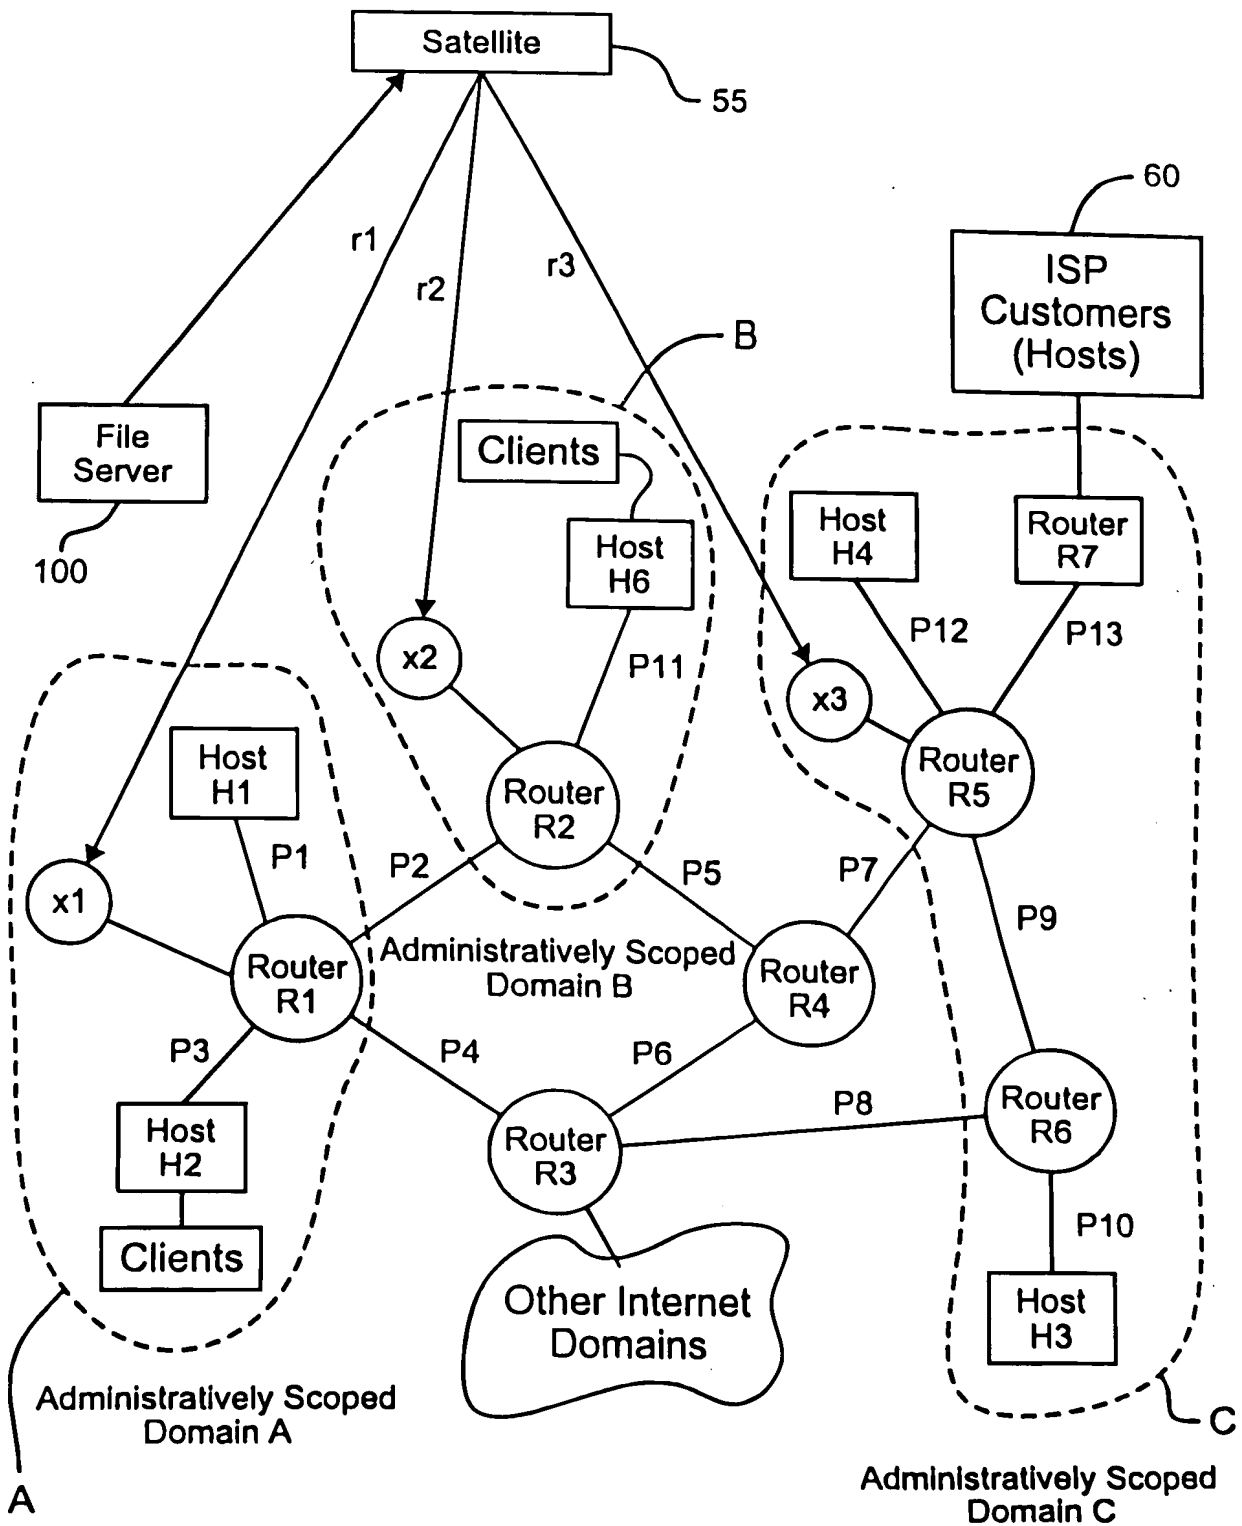 Satellite
55
60
r1
r2
r3
ISP
Customers
(Hosts)
B
File
Server
100
Clients
Host
H6
Host
H4
Router
R7
P12
P13
x2
P11
x3
Router
R5
Host
H1
Router
R2
P1
P2
P5
P7
x1
P9
Administratively Scoped
Domain B
Router
R1
Router
R4
P3
P4
P6
P8
Router
R6
Host
H2
Router
R3
P10
Clients
Other Internet
Domains
Host
H3
Administratively Scoped
Domain A
C
A
Administratively Scoped
Domain C